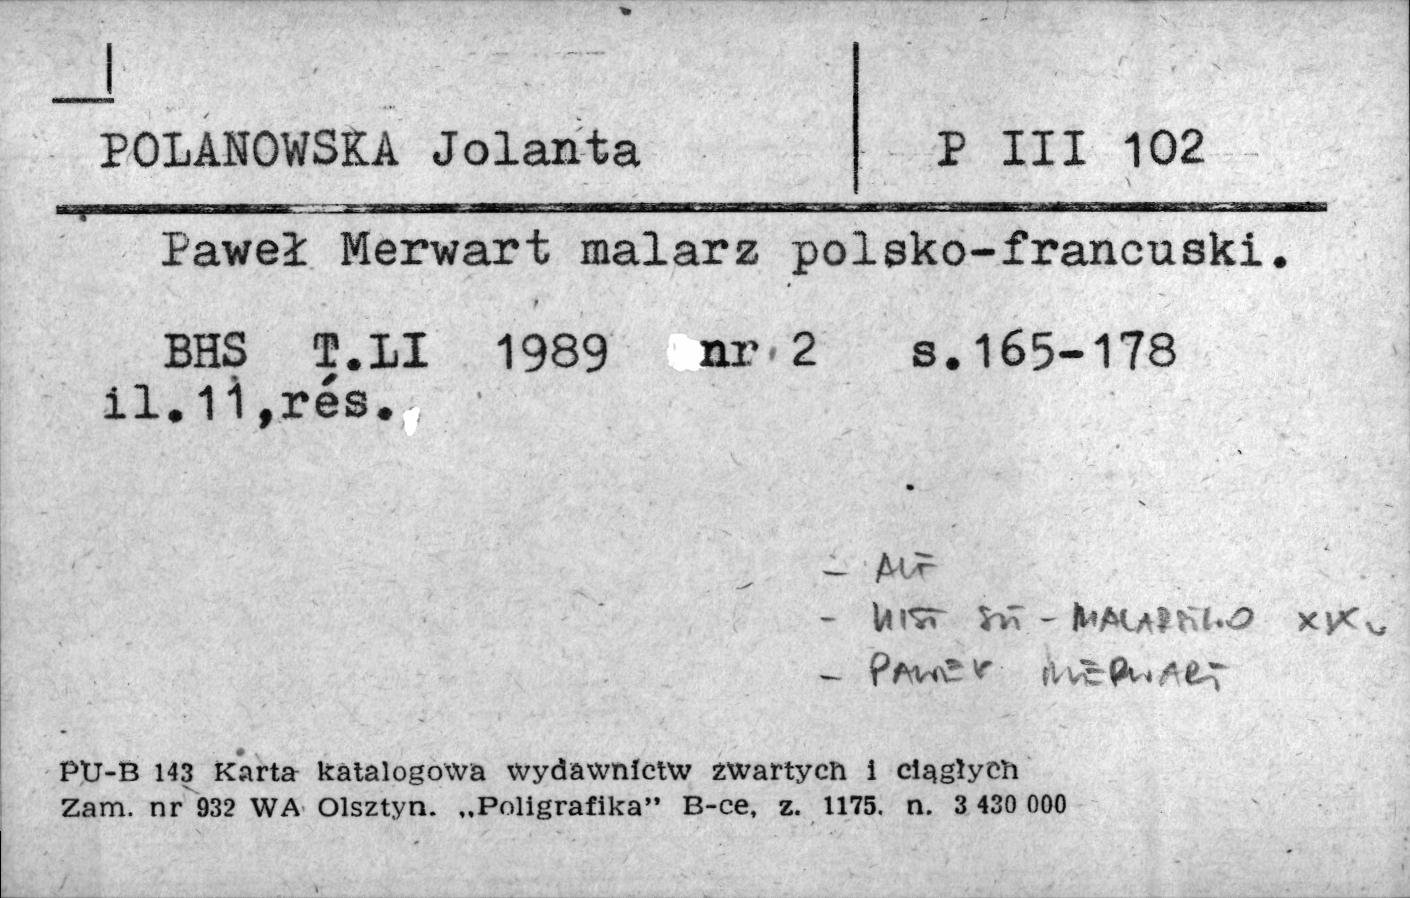 POLANOWSKA Jolanta P III 102
Paweł Merwart malarz polsko-francuski.
BHS T.LI 1989 nr 2 s.165-178
il.11,rés.
- ALF
- HIST SZT - MALARSTWO XIX w
- PAWEŁ MERWART
PU-B 143 Karta katalogowa wydawnictw zwartych i ciągłych
Zam. nr 932 WA Olsztyn. „Poligrafika” B-ce, z. 1175. n. 3 430 000